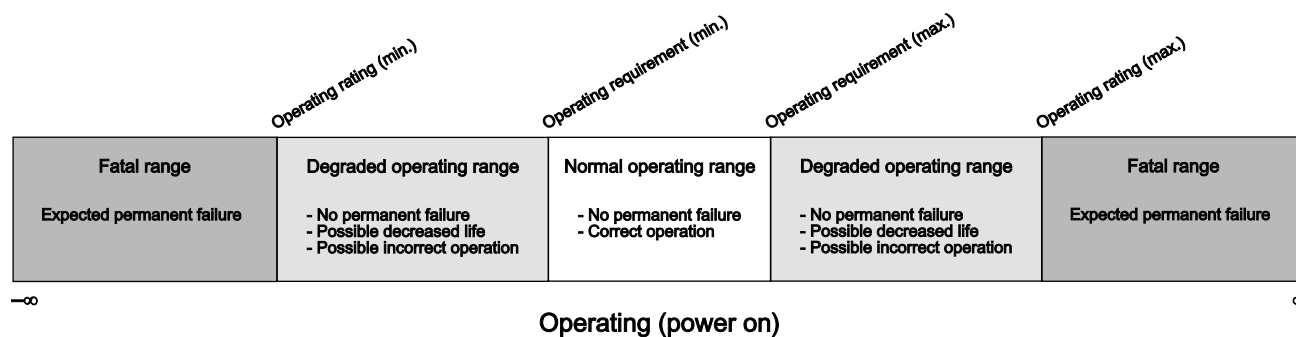 Operating rating (min.)
Operating requirement (min.)
Operating requirement (max.)
Operating rating (max.)
Fatal range
Expected permanent failure
Degraded operating range
- No permanent failure
- Possible decreased life
- Possible incorrect operation
Normal operating range
- No permanent failure
- Correct operation
Degraded operating range
- No permanent failure
- Possible decreased life
- Possible incorrect operation
Fatal range
Expected permanent failure
–∞
Operating (power on)